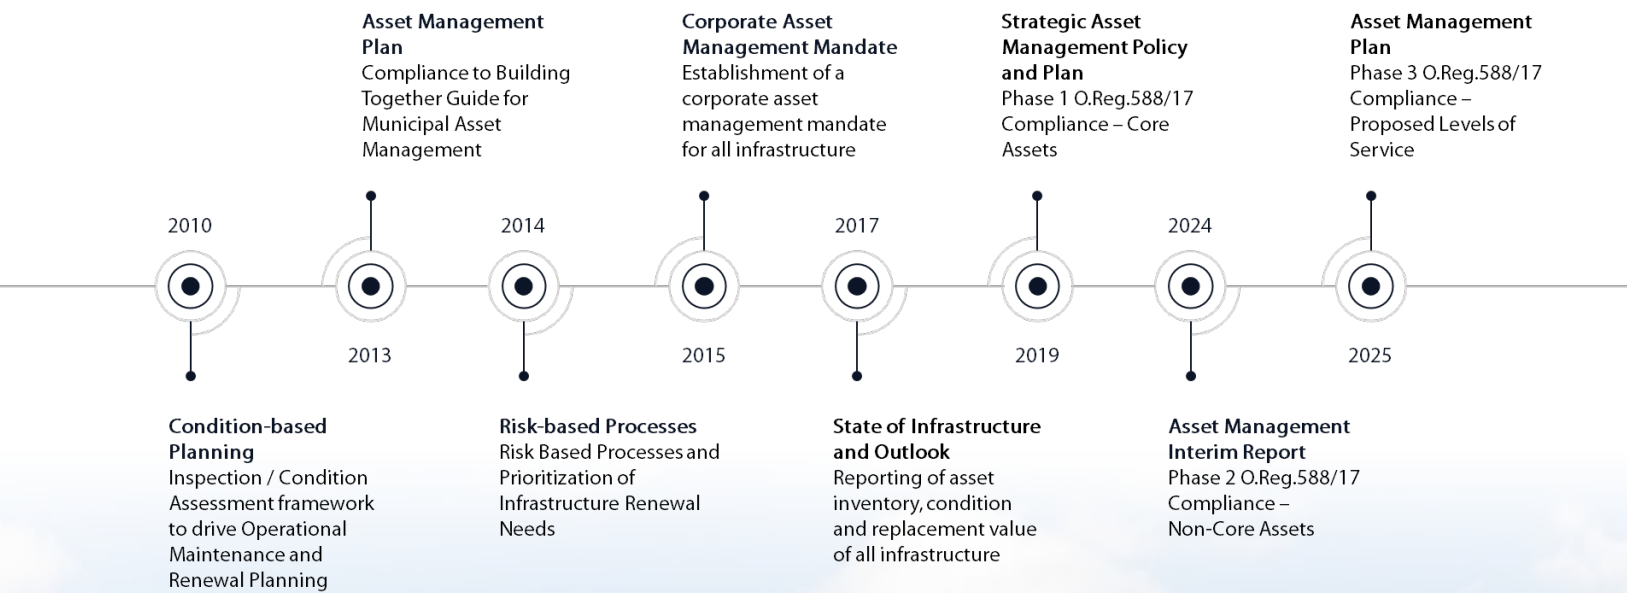 Asset Management
Plan
Compliance to Building
Together Guide for
Municipal Asset
Management
Corporate Asset
Management Mandate
Establishment of a
corporate asset
management mandate
for all infrastructure
Strategic Asset
Management Policy
and Plan
Phase 1 O.Reg.588/17
Compliance – Core
Assets
Asset Management
Plan
Phase 3 O.Reg.588/17
Compliance –
Proposed Levels of
Service
2010
2014
2017
2024
2013
2015
2019
2025
Condition-based
Planning
Inspection / Condition
Assessment framework
to drive Operational
Maintenance and
Renewal Planning
Risk-based Processes
Risk Based Processes and
Prioritization of
Infrastructure Renewal
Needs
State of Infrastructure
and Outlook
Reporting of asset
inventory, condition
and replacement value
of all infrastructure
Asset Management
Interim Report
Phase 2 O.Reg.588/17
Compliance –
Non-Core Assets